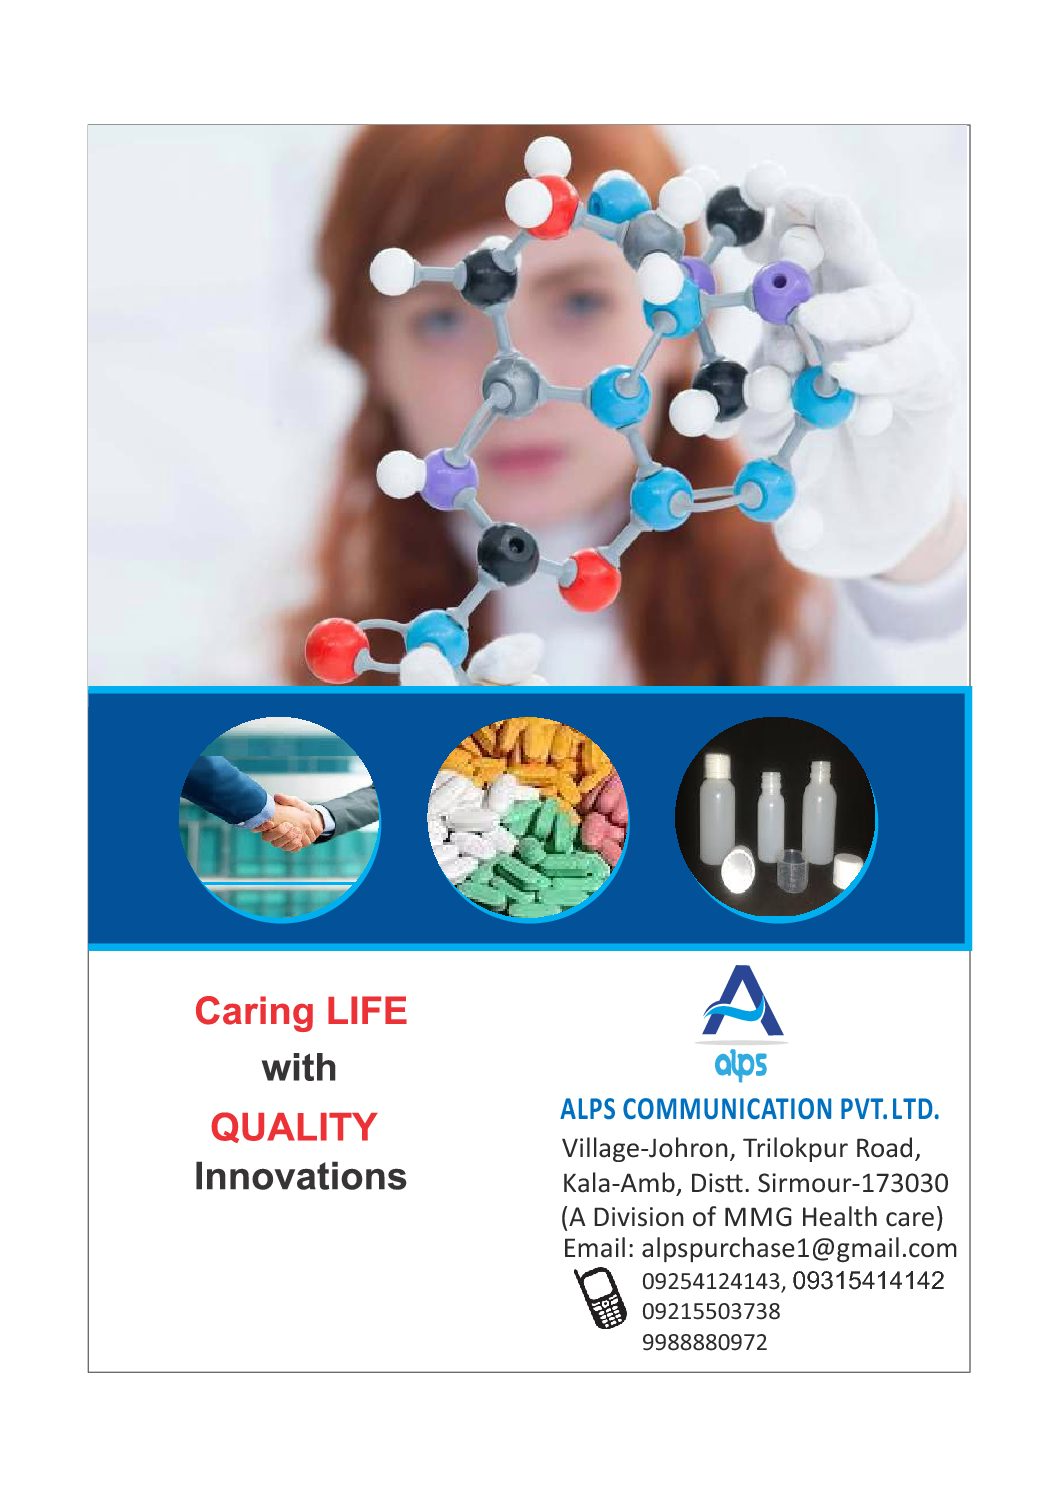 Caring LIFE
with
QUALITY
Innovations
alps
ALPS COMMUNICATION PVT.LTD.
Village-Johron, Trilokpur Road,
Kala-Amb, Distt. Sirmour-173030
(A Division of MMG Health care)
Email: alpspurchase1@gmail.com
09254124143, 09315414142
09215503738
9988880972